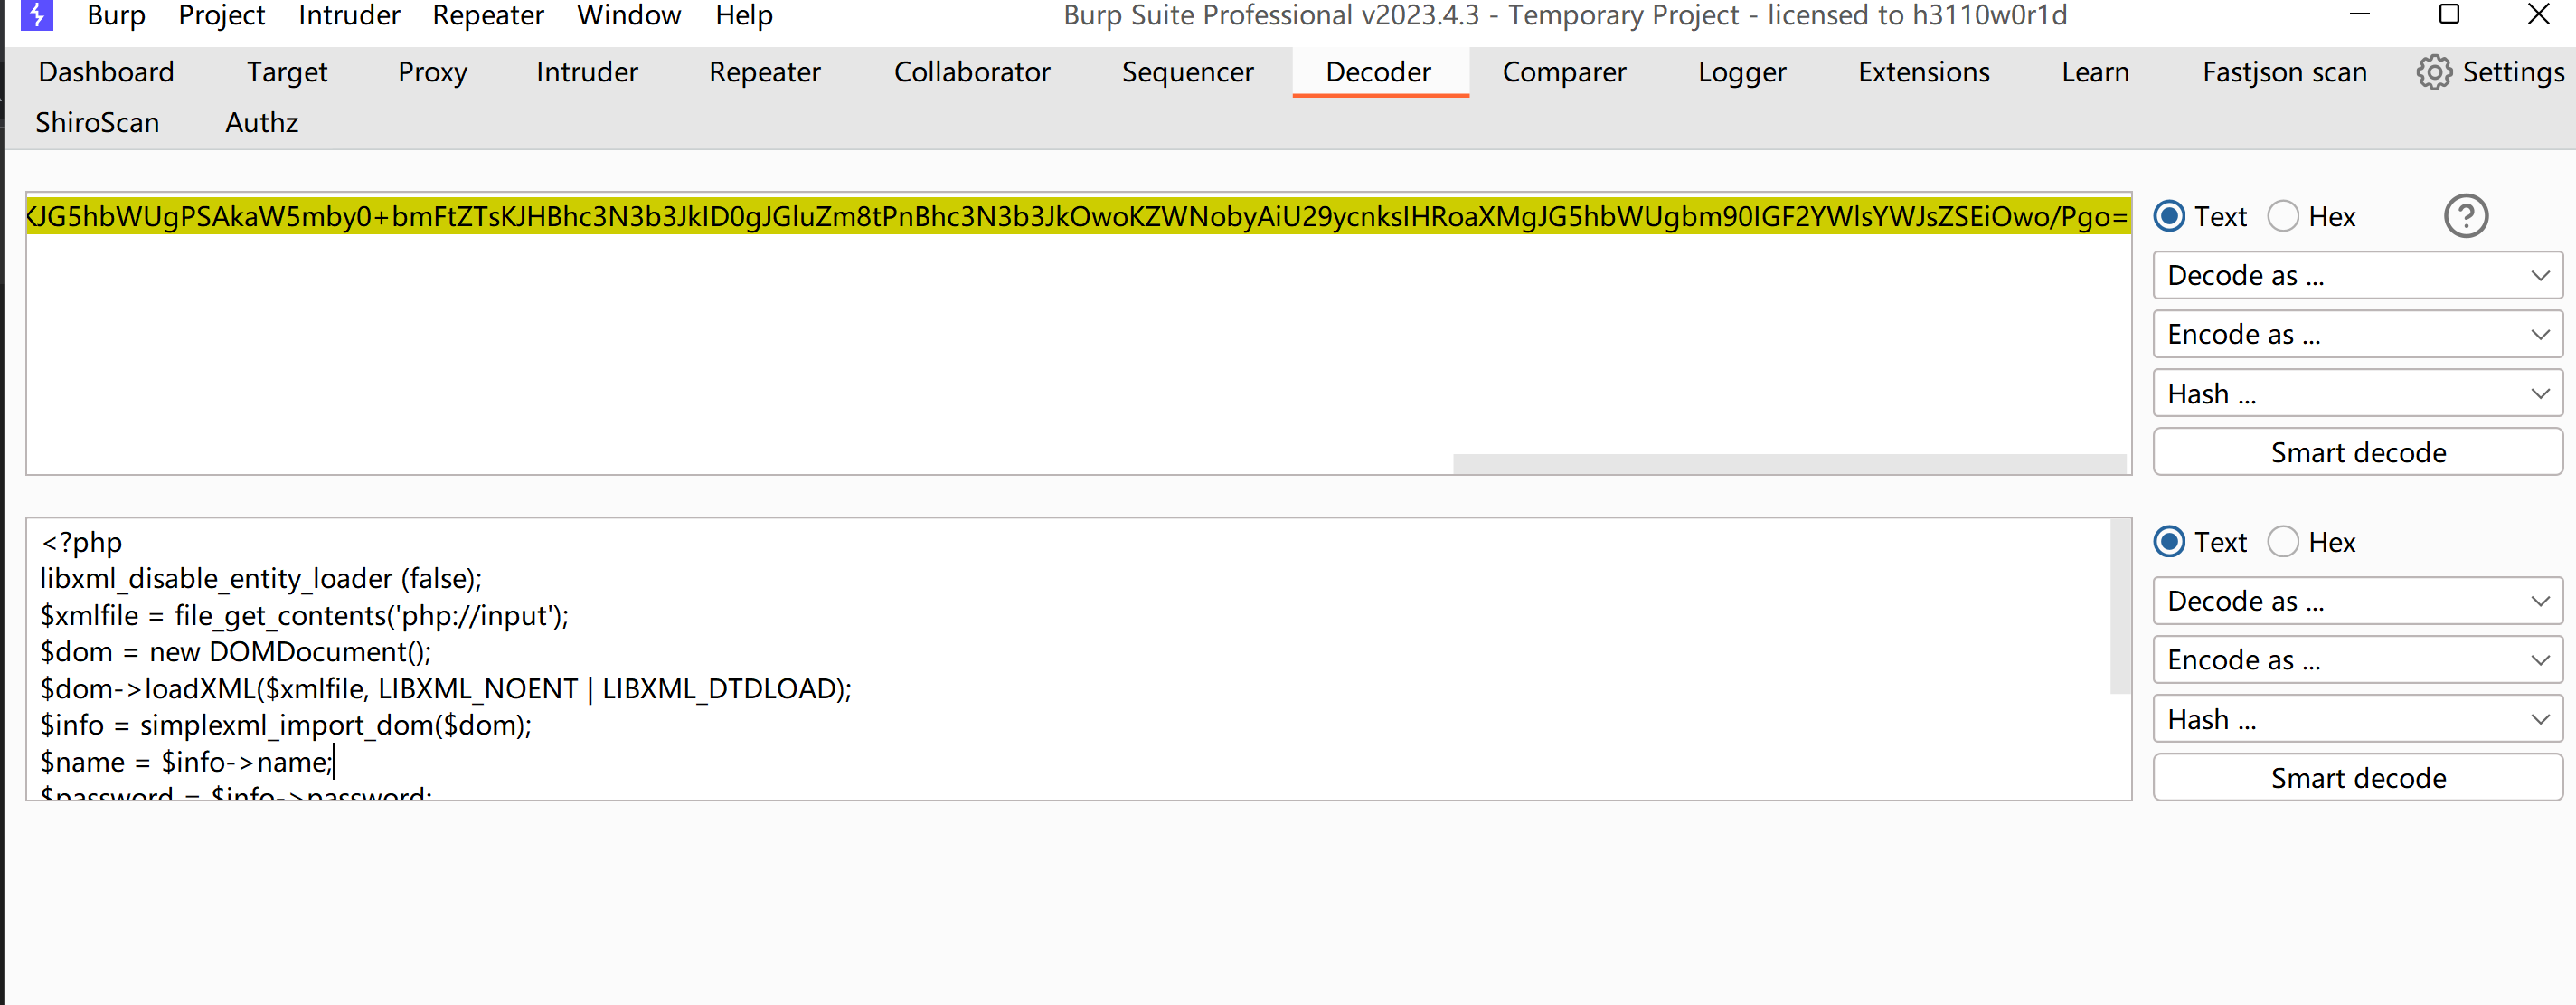 Burp Project Intruder Repeater Window Help Burp Suite Professional v2023.4.3 - Temporary Project - licensed to h3110w0r1d
Dashboard Target Proxy Intruder Repeater Collaborator Sequencer Decoder Comparer Logger Extensions Learn Fastjson scan Settings
ShiroScan Authz
KJG5hbWUgPSAkaW5mby0+bmFtZTsKJHBhc3N3b3JkID0gJGluZm8tPnBhc3N3b3JkOwoKZWNobyAiU29ycnksIHRoaXMgJG5hbWUgbm90IGF2YWlsYWJsZSEiOwo/Pgo=
Text Hex ?
Decode as ...
Encode as ...
Hash ...
Smart decode
<?php
libxml_disable_entity_loader (false);
$xmlfile = file_get_contents('php://input');
$dom = new DOMDocument();
$dom->loadXML($xmlfile, LIBXML_NOENT | LIBXML_DTDLOAD);
$info = simplexml_import_dom($dom);
$name = $info->name;
$password = $info->password;
Text Hex
Decode as ...
Encode as ...
Hash ...
Smart decode